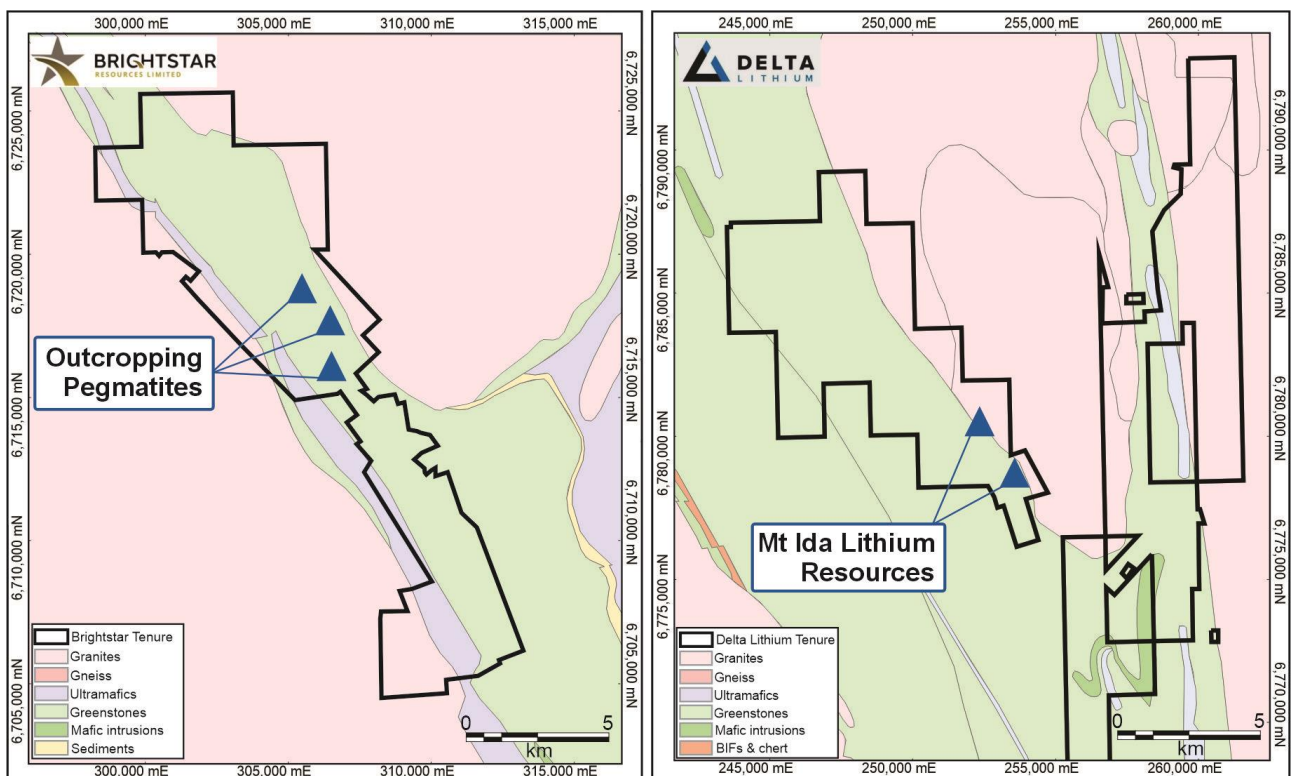 300,000 mE
305,000 mE
310,000 mE
315,000 mE
BRIGHTSTAR
RESOURCES LIMITED
6,725,000 mN
6,720,000 mN
6,715,000 mN
6,710,000 mN
6,705,000 mN
6,725,000 mN
6,720,000 mN
6,715,000 mN
6,710,000 mN
6,705,000 mN
Outcropping
Pegmatites
Brightstar Tenure
Granites
Gneiss
Ultramafics
Greenstones
Mafic intrusions
Sediments
0 5
km
300,000 mE
305,000 mE
310,000 mE
315,000 mE
245,000 mE
250,000 mE
255,000 mE
260,000 mE
DELTA
LITHIUM
6,790,000 mN
6,785,000 mN
6,780,000 mN
6,775,000 mN
6,790,000 mN
6,785,000 mN
6,780,000 mN
6,775,000 mN
6,770,000 mN
Mt Ida Lithium
Resources
Delta Lithium Tenure
Granites
Gneiss
Ultramafics
Greenstones
Mafic intrusions
BIFs & chert
0 5
km
245,000 mE
250,000 mE
255,000 mE
260,000 mE